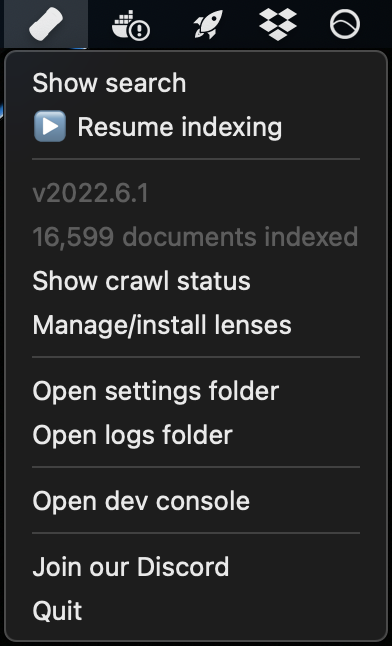 Show search
▶️ Resume indexing
v2022.6.1
16,599 documents indexed
Show crawl status
Manage/install lenses
Open settings folder
Open logs folder
Open dev console
Join our Discord
Quit